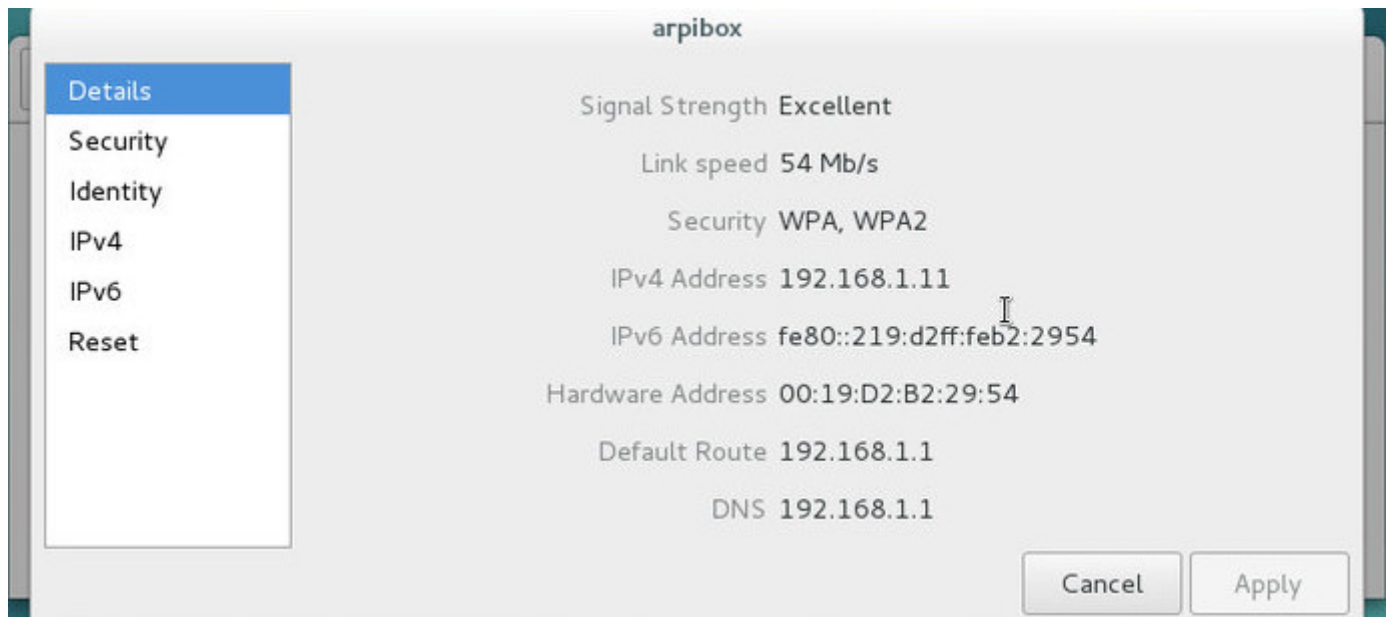 arpibox
Details
Security
Identity
IPv4
IPv6
Reset
Signal Strength Excellent
Link speed 54 Mb/s
Security WPA, WPA2
IPv4 Address 192.168.1.11
IPv6 Address fe80::219:d2ff:feb2:2954
Hardware Address 00:19:D2:B2:29:54
Default Route 192.168.1.1
DNS 192.168.1.1
Cancel
Apply